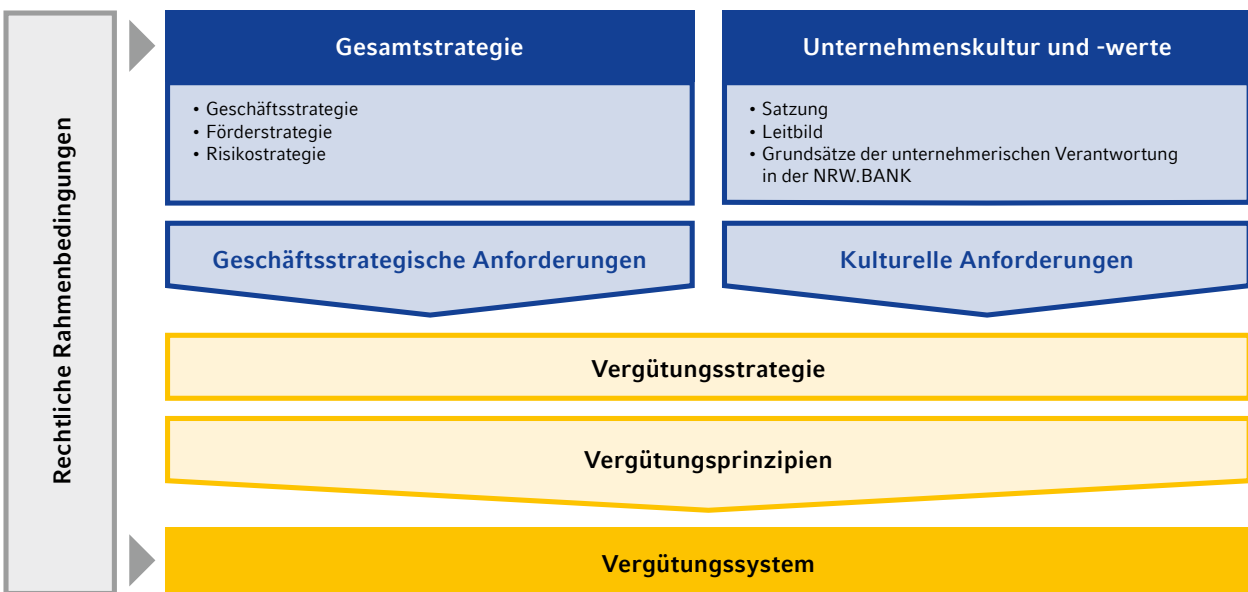 Rechtliche Rahmenbedingungen
Gesamtstrategie
• Geschäftsstrategie
• Förderstrategie
• Risikostrategie
Unternehmenskultur und -werte
• Satzung
• Leitbild
• Grundsätze der unternehmerischen Verantwortung
in der NRW.BANK
Geschäftsstrategische Anforderungen
Kulturelle Anforderungen
Vergütungsstrategie
Vergütungsprinzipien
Vergütungssystem